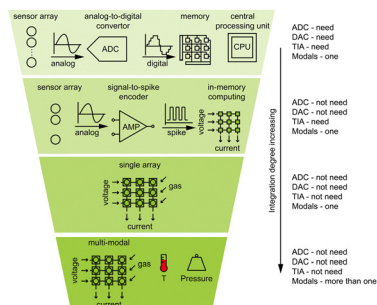 sensor array
analog-to-digital convertor
memory
central processing unit
ADC
CPU
analog
digital
ADC - need
DAC - need
TIA - need
Modals - one
sensor array
signal-to-spike encoder
in-memory computing
AMP
voltage
analog
spike
current
ADC - not need
DAC - not need
TIA - need
Modals - one
single array
voltage
gas
current
ADC - not need
DAC - not need
TIA - not need
Modals - one
multi-modal
voltage
gas
T
Pressure
current
ADC - not need
DAC - not need
TIA - not need
Modals - more than one
Integration degree increasing